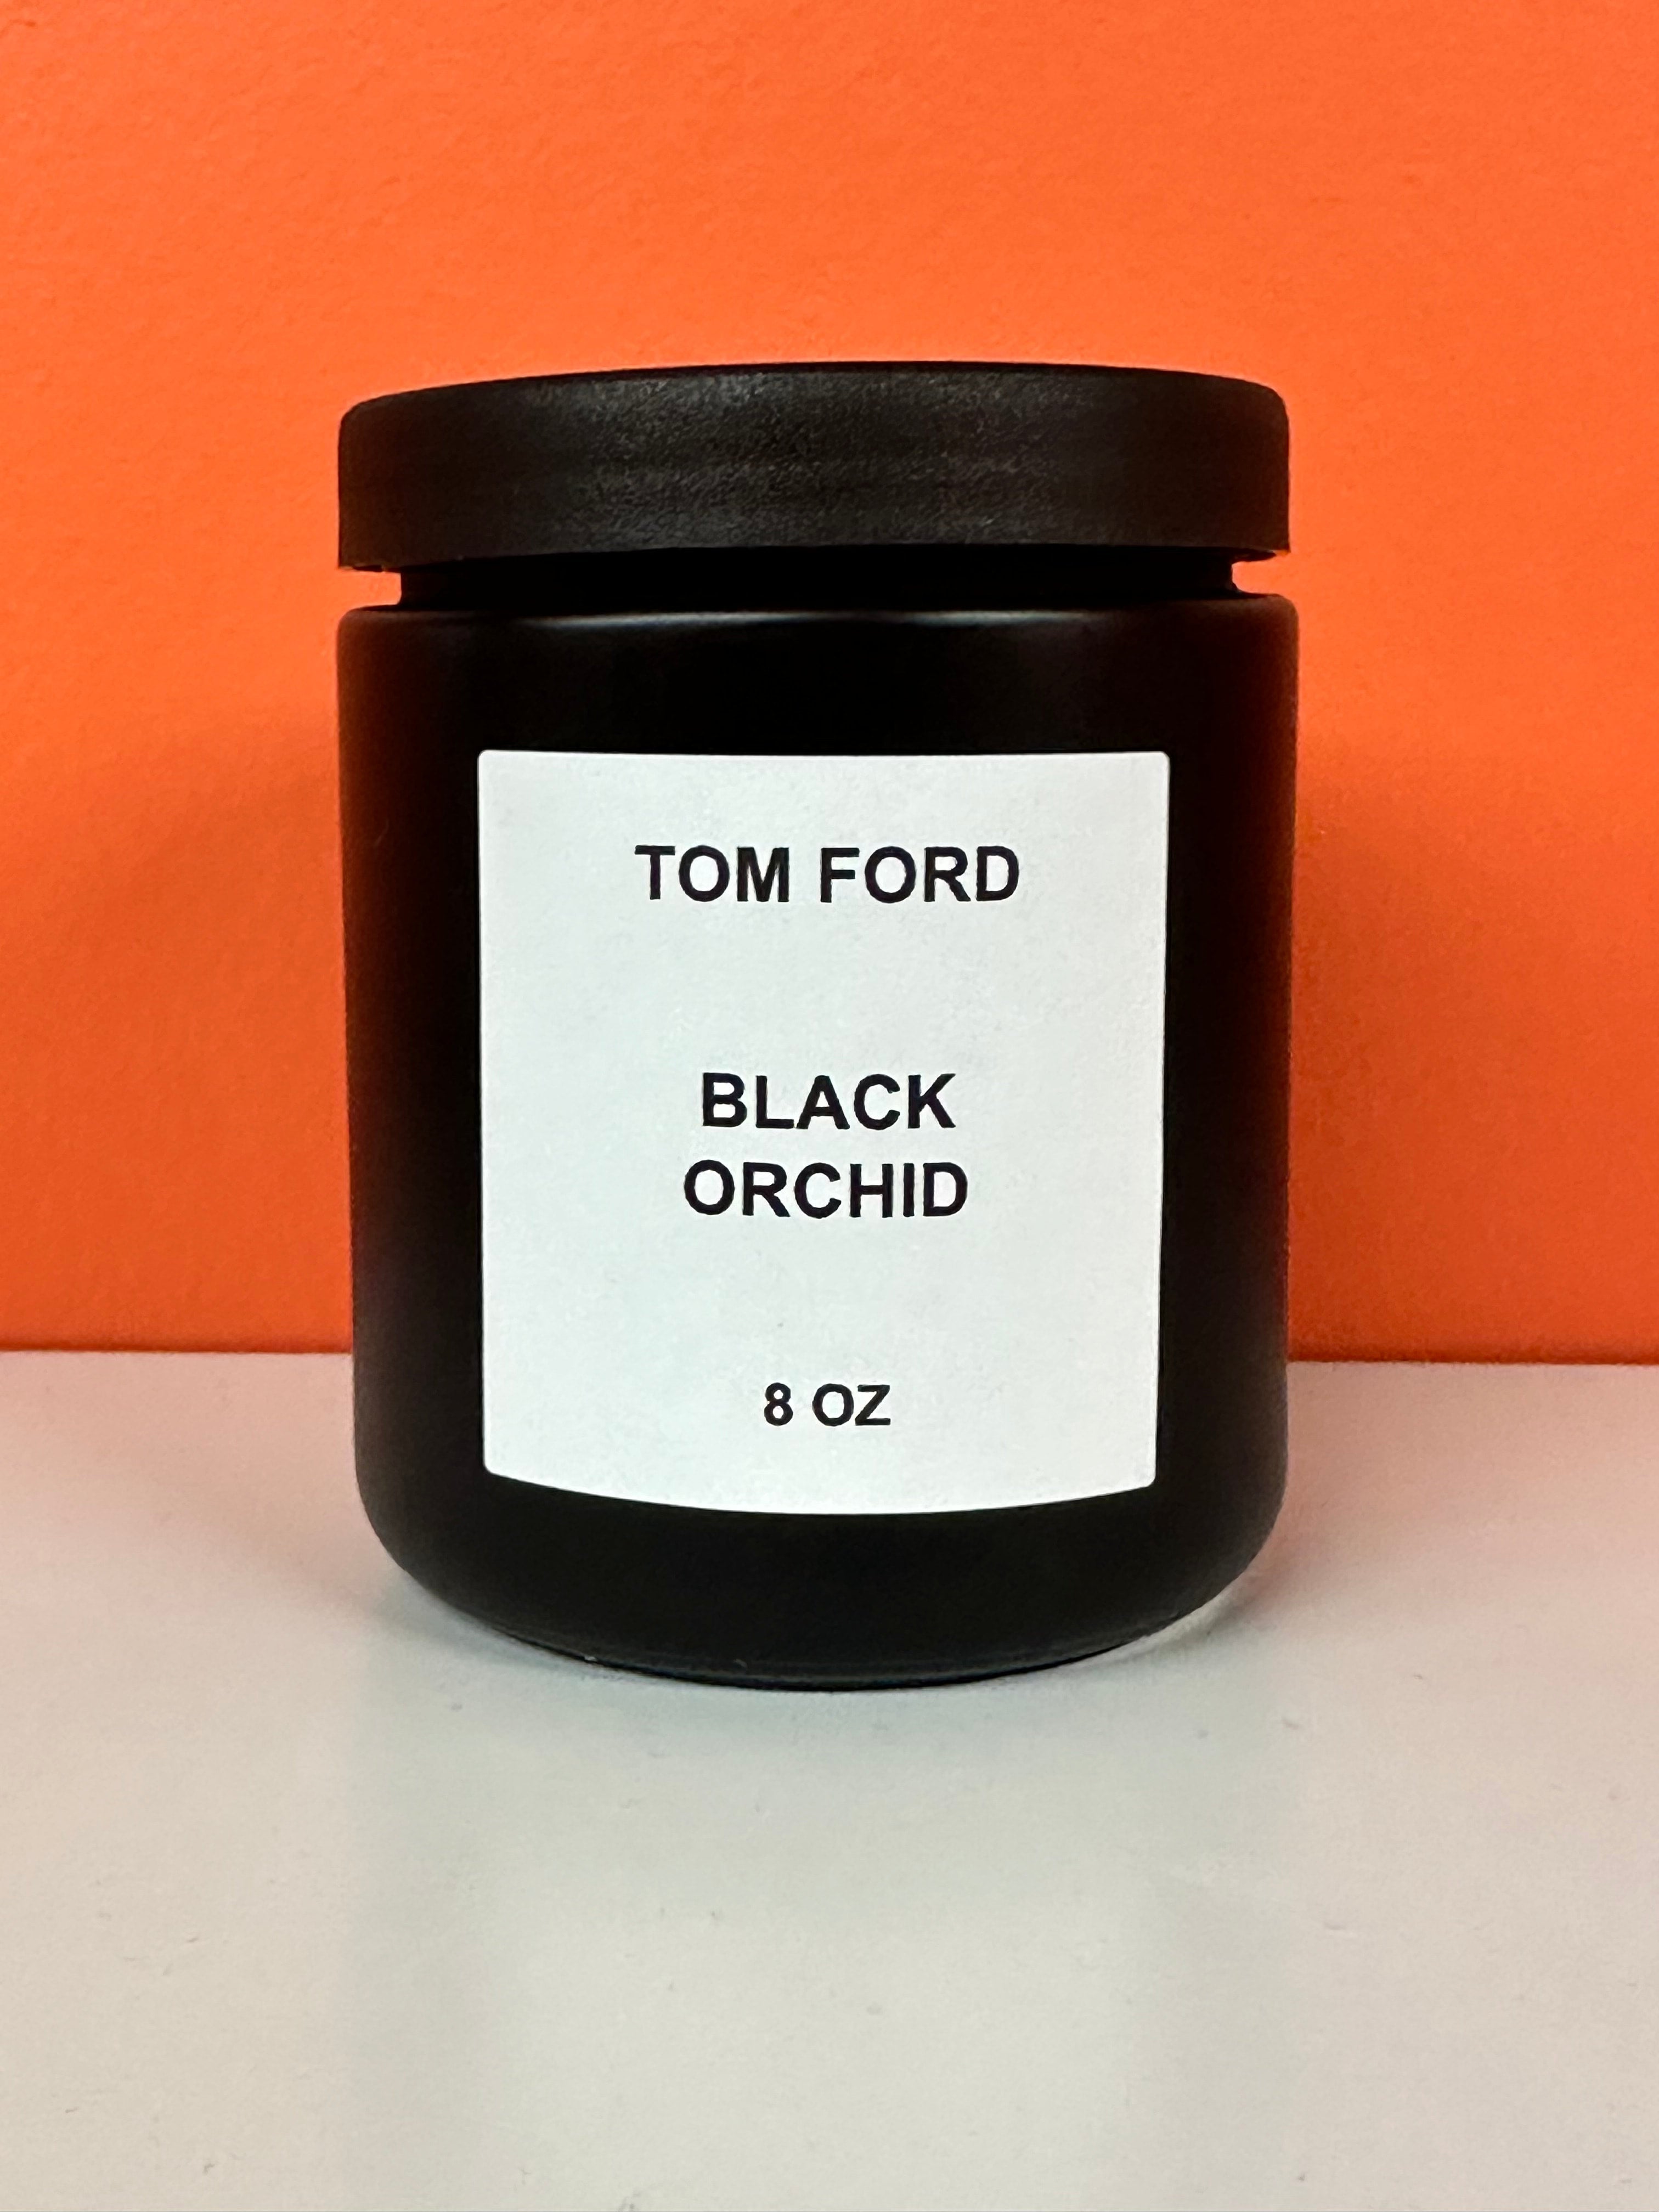 TOM FORD
BLACK
ORCHID
8 OZ